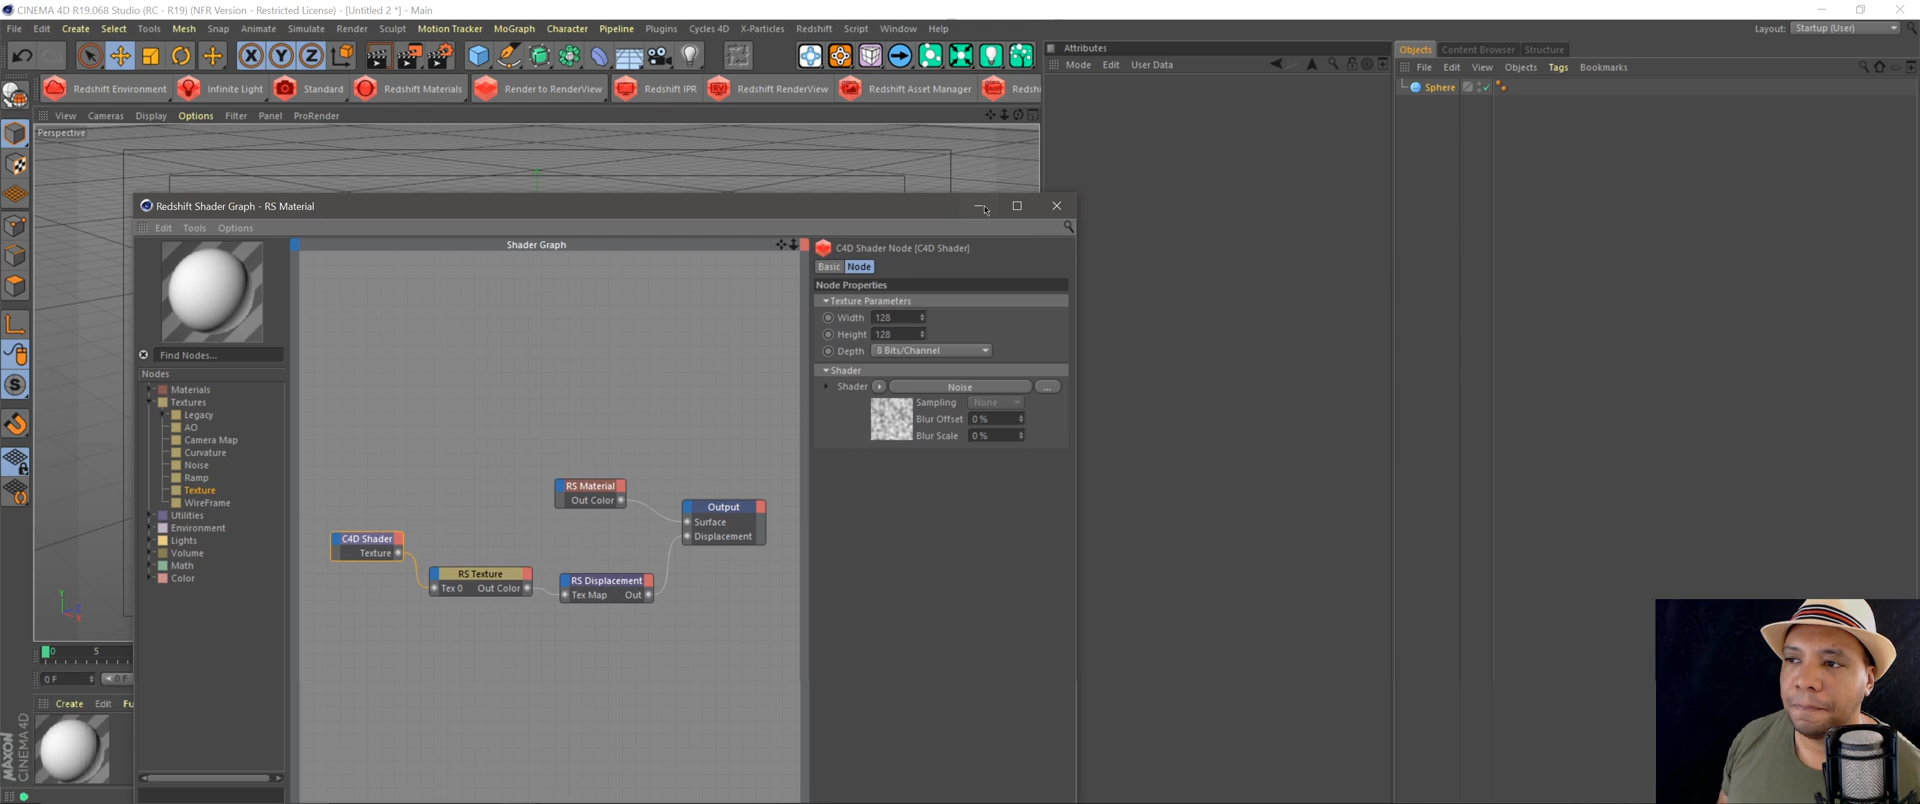 CINEMA 4D R19.068 Studio (RC - R19) (NFR Version - Restricted License) - [Untitled 2 *] - Main
File Edit Create Select Tools Mesh Snap Animate Simulate Render Sculpt Motion Tracker MoGraph Character Pipeline Plugins Cycles 4D X-Particles Redshift Script Window Help
Layout: Startup (User)
X Y Z
Redshift Environment Infinite Light Standard Redshift Materials Render to RenderView Redshift IPR Redshift RenderView Redshift Asset Manager Redsh
View Cameras Display Options Filter Panel ProRender
Perspective
Attributes
Mode Edit User Data
Objects Content Browser Structure
File Edit View Objects Tags Bookmarks
Sphere
Redshift Shader Graph - RS Material
Edit Tools Options
Find Nodes...
Nodes
Materials
Textures
Legacy
AO
Camera Map
Curvature
Noise
Ramp
Texture
WireFrame
Utilities
Environment
Lights
Volume
Math
Color
Shader Graph
RS Material
Out Color
Output
Surface
Displacement
C4D Shader
Texture
RS Texture
Tex 0 Out Color
RS Displacement
Tex Map Out
C4D Shader Node [C4D Shader]
Basic Node
Node Properties
Texture Parameters
Width 128
Height 128
Depth 8 Bits/Channel
Shader
Shader Noise ...
Sampling None
Blur Offset 0 %
Blur Scale 0 %
Y
Z
X
0 5
0 F 0 F
Create Edit Fu
MAXON
CINEMA 4D